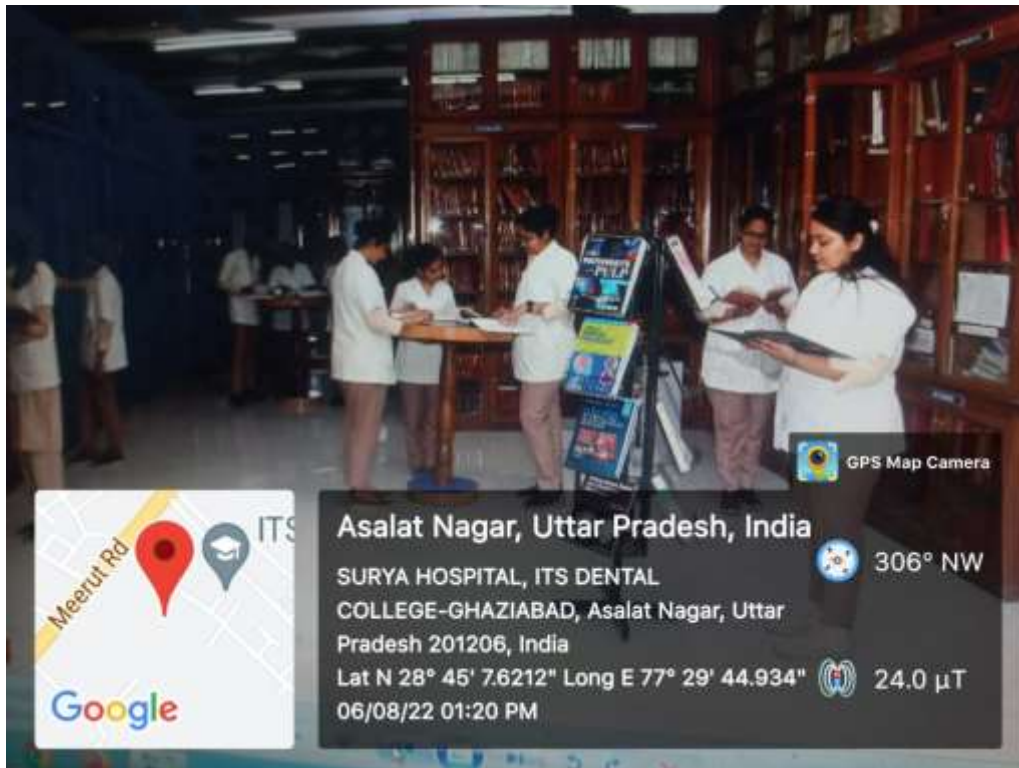 PATHWAYS
PULP
GPS Map Camera
ITS
Meerut Rd
Google
Asalat Nagar, Uttar Pradesh, India
SURYA HOSPITAL, ITS DENTAL
COLLEGE-GHAZIABAD, Asalat Nagar, Uttar
Pradesh 201206, India
Lat N 28° 45' 7.6212" Long E 77° 29' 44.934"
06/08/22 01:20 PM
306° NW
24.0 µT